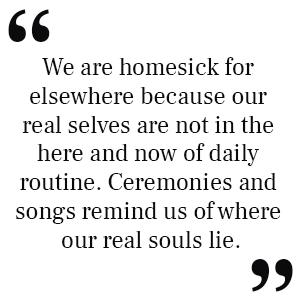 “
We are homesick for
elsewhere because our
real selves are not in the
here and now of daily
routine. Ceremonies and
songs remind us of where
our real souls lie.
”